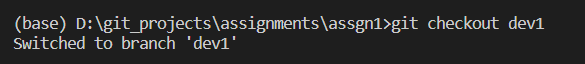 (base) D:\git_projects\assignments\assgn1>git checkout dev1
Switched to branch 'dev1'